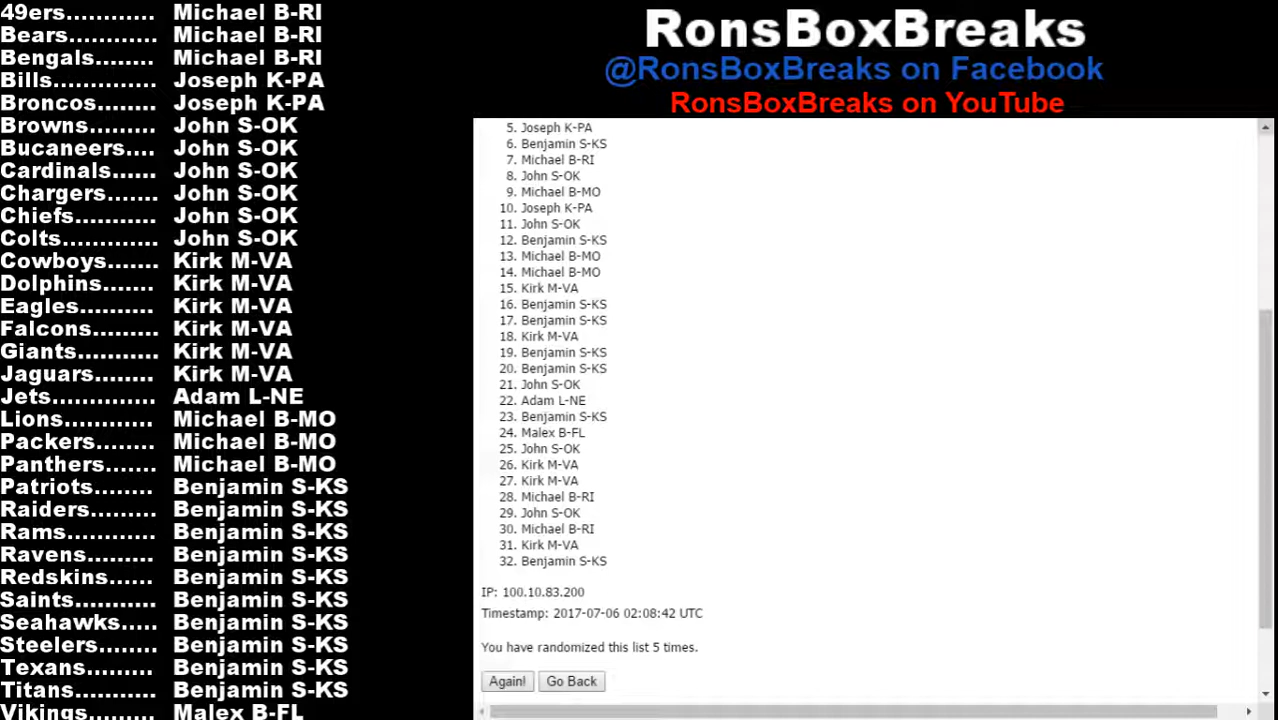 49ers............ Michael B-RI
Bears............ Michael B-RI
Bengals........ Michael B-RI
Bills.............. Joseph K-PA
Broncos........ Joseph K-PA
Browns.......... John S-OK
Bucaneers.... John S-OK
Cardinals...... John S-OK
Chargers....... John S-OK
Chiefs........... John S-OK
Colts............. John S-OK
Cowboys....... Kirk M-VA
Dolphins........ Kirk M-VA
Eagles.......... Kirk M-VA
Falcons......... Kirk M-VA
Giants........... Kirk M-VA
Jaguars........ Kirk M-VA
Jets.............. Adam L-NE
Lions............. Michael B-MO
Packers........ Michael B-MO
Panthers....... Michael B-MO
Patriots......... Benjamin S-KS
Raiders......... Benjamin S-KS
Rams............ Benjamin S-KS
Ravens......... Benjamin S-KS
Redskins...... Benjamin S-KS
Saints........... Benjamin S-KS
Seahawks..... Benjamin S-KS
Steelers........ Benjamin S-KS
Texans.......... Benjamin S-KS
Titans............ Benjamin S-KS
Vikings.......... Malex B-FL
RonsBoxBreaks
@RonsBoxBreaks on Facebook
RonsBoxBreaks on YouTube
5. Joseph K-PA
6. Benjamin S-KS
7. Michael B-RI
8. John S-OK
9. Michael B-MO
10. Joseph K-PA
11. John S-OK
12. Benjamin S-KS
13. Michael B-MO
14. Michael B-MO
15. Kirk M-VA
16. Benjamin S-KS
17. Benjamin S-KS
18. Kirk M-VA
19. Benjamin S-KS
20. Benjamin S-KS
21. John S-OK
22. Adam L-NE
23. Benjamin S-KS
24. Malex B-FL
25. John S-OK
26. Kirk M-VA
27. Kirk M-VA
28. Michael B-RI
29. John S-OK
30. Michael B-RI
31. Kirk M-VA
32. Benjamin S-KS
IP: 100.10.83.200
Timestamp: 2017-07-06 02:08:42 UTC
You have randomized this list 5 times.
Again! Go Back